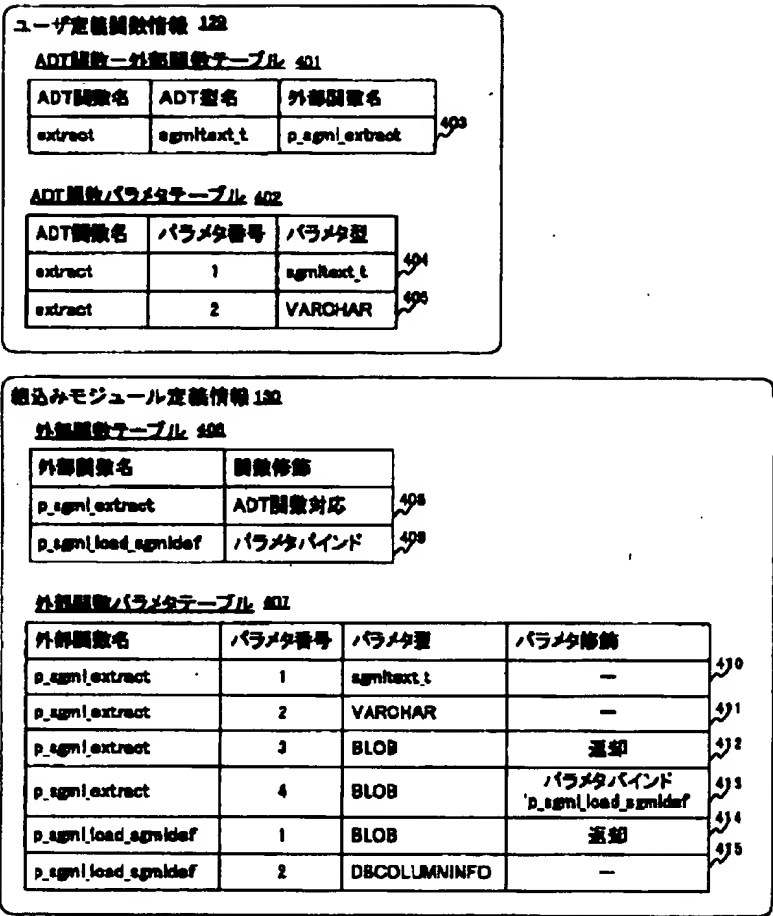 ユーザ定義関数情報 129
ADT関数ー外部関数テーブル 401
ADT関数名 ADT型名 外部関数名
extract sgmltext_t p_sgml_extract 403
ADT関数パラメタテーブル 402
ADT関数名 パラメタ番号 パラメタ型
extract 1 sgmltext_t 404
extract 2 VARCHAR 405
組込みモジュール定義情報 130
外部関数テーブル 406
外部関数名 関数修飾
p_sgml_extract ADT関数対応 408
p_sgml_load_sgmldef パラメタバインド 409
外部関数パラメタテーブル 407
外部関数名 パラメタ番号 パラメタ型 パラメタ修飾
p_sgml_extract 1 sgmltext_t ー 410
p_sgml_extract 2 VARCHAR ー 411
p_sgml_extract 3 BLOB 返却 412
p_sgml_extract 4 BLOB パラメタバインド 413
'p_sgml_load_sgmldef
p_sgml_load_sgmldef 1 BLOB 返却 414
p_sgml_load_sgmldef 2 DBCOLUMNINFO ー 415